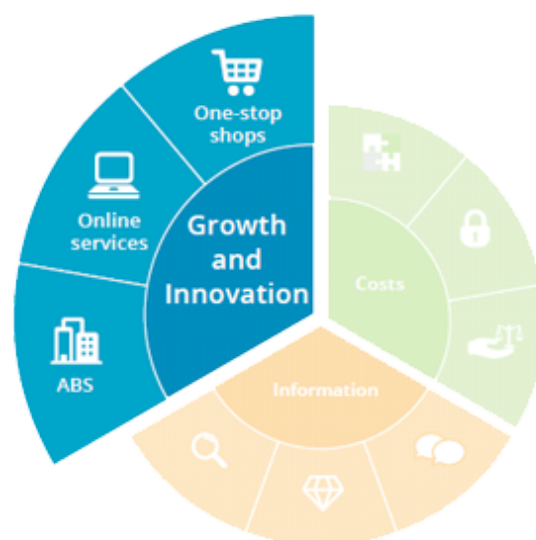 One-stop
shops
Online
services
Growth
and
Innovation
ABS
Costs
Information